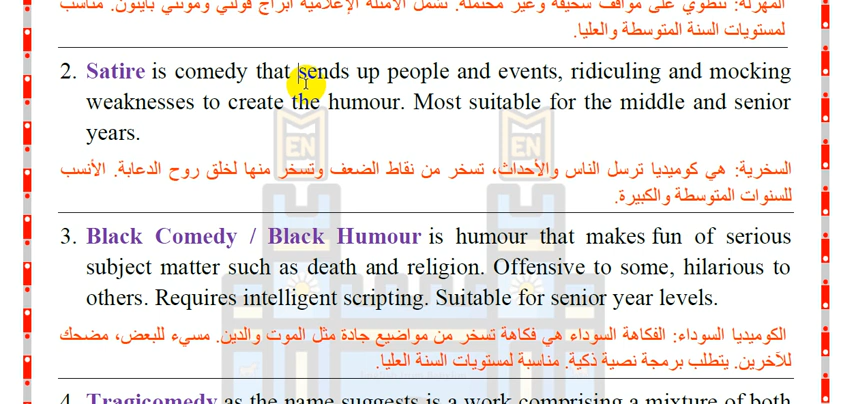 المهزلة: تنطوي على مواقف سخيفة وغير محتملة. تشمل الأمثلة الإعلامية أبراج فولتي ومونتي بايثون. مناسب
لمستويات السنة المتوسطة والعليا.
2. Satire is comedy that sends up people and events, ridiculing and mocking
weaknesses to create the humour. Most suitable for the middle and senior
years.
EN EN
السخرية: هي كوميديا ترسل الناس والأحداث، تسخر من نقاط الضعف وتسخر منها لخلق روح الدعابة. الأنسب
للسنوات المتوسطة والكبيرة.
3. Black Comedy / Black Humour is humour that makes fun of serious
subject matter such as death and religion. Offensive to some, hilarious to
others. Requires intelligent scripting. Suitable for senior year levels.
الكوميديا السوداء: الفكاهة السوداء هي فكاهة تسخر من مواضيع جادة مثل الموت والدين. مسيء للبعض، مضحك
للآخرين. يتطلب برمجة نصية ذكية. مناسبة لمستويات السنة العليا.
4. Tragicomedy as the name suggests is a work comprising a mixture of both